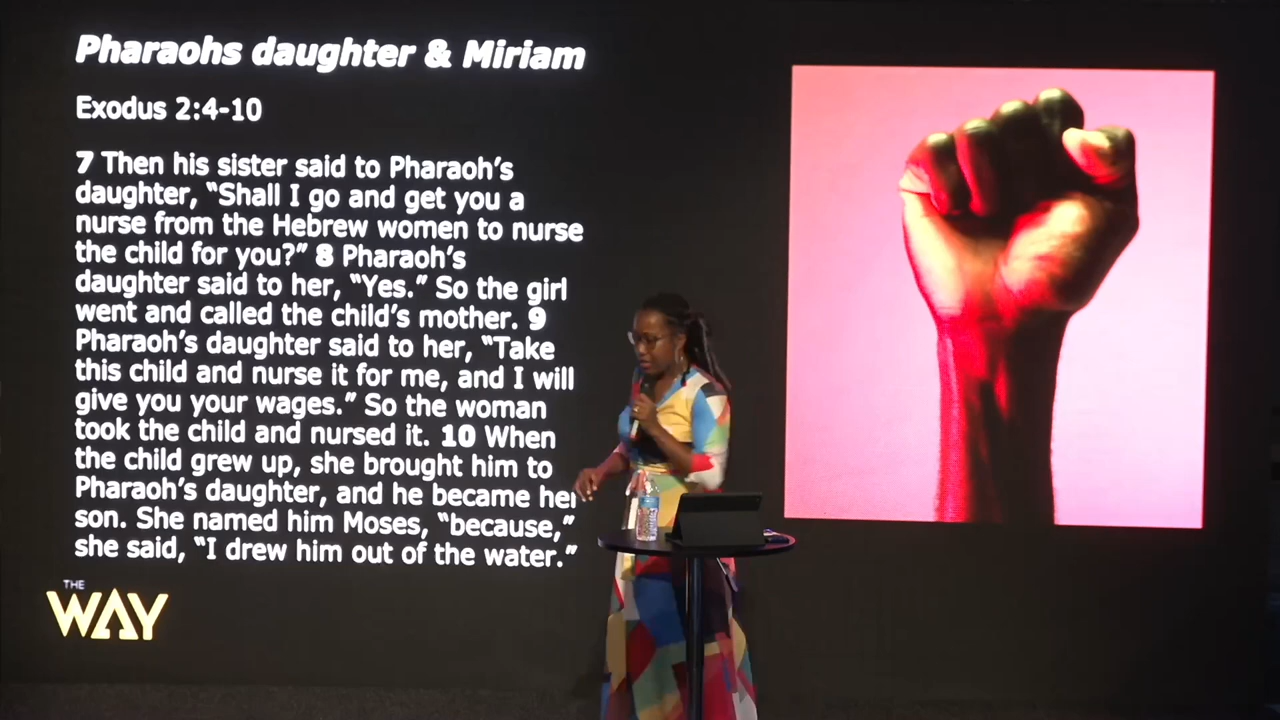 Pharaohs daughter & Miriam
Exodus 2:4-10
7 Then his sister said to Pharaoh's
daughter, "Shall I go and get you a
nurse from the Hebrew women to nurse
the child for you?" 8 Pharaoh's
daughter said to her, "Yes." So the girl
went and called the child's mother. 9
Pharaoh's daughter said to her, "Take
this child and nurse it for me, and I will
give you your wages." So the woman
took the child and nursed it. 10 When
the child grew up, she brought him to
Pharaoh's daughter, and he became her
son. She named him Moses, "because,"
she said, "I drew him out of the water."
THE
WAY